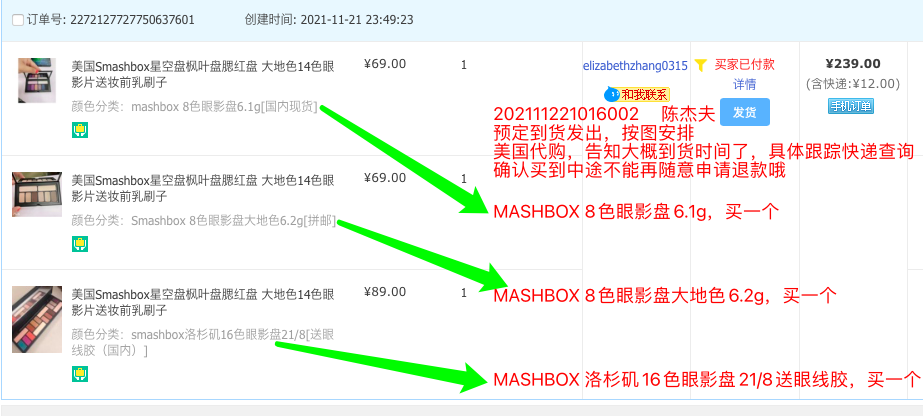 订单号: 2272127727750637601 创建时间: 2021-11-21 23:49:23
美国Smashbox星空盘枫叶盘腮红盘 大地色14色眼
影片送妆前乳刷子
颜色分类：mashbox 8色眼影盘6.1g[国内现货]
¥69.00
1
elizabethzhang0315
和我联系
买家已付款
详情
发货
¥239.00
(含快递:¥12.00)
手机订单
202111221016002 陈杰夫
预定到货发出，按图安排
美国代购，告知大概到货时间了，具体跟踪快递查询
确认买到中途不能再随意申请退款哦
MASHBOX 8色眼影盘6.1g，买一个
美国Smashbox星空盘枫叶盘腮红盘 大地色14色眼
影片送妆前乳刷子
颜色分类：Smashbox 8色眼影盘大地色6.2g[拼邮]
¥69.00
1
MASHBOX 8色眼影盘大地色6.2g，买一个
美国Smashbox星空盘枫叶盘腮红盘 大地色14色眼
影片送妆前乳刷子
颜色分类：smashbox洛杉矶16色眼影盘21/8[送眼
线胶（国内）]
¥89.00
1
MASHBOX 洛杉矶16色眼影盘21/8送眼线胶，买一个